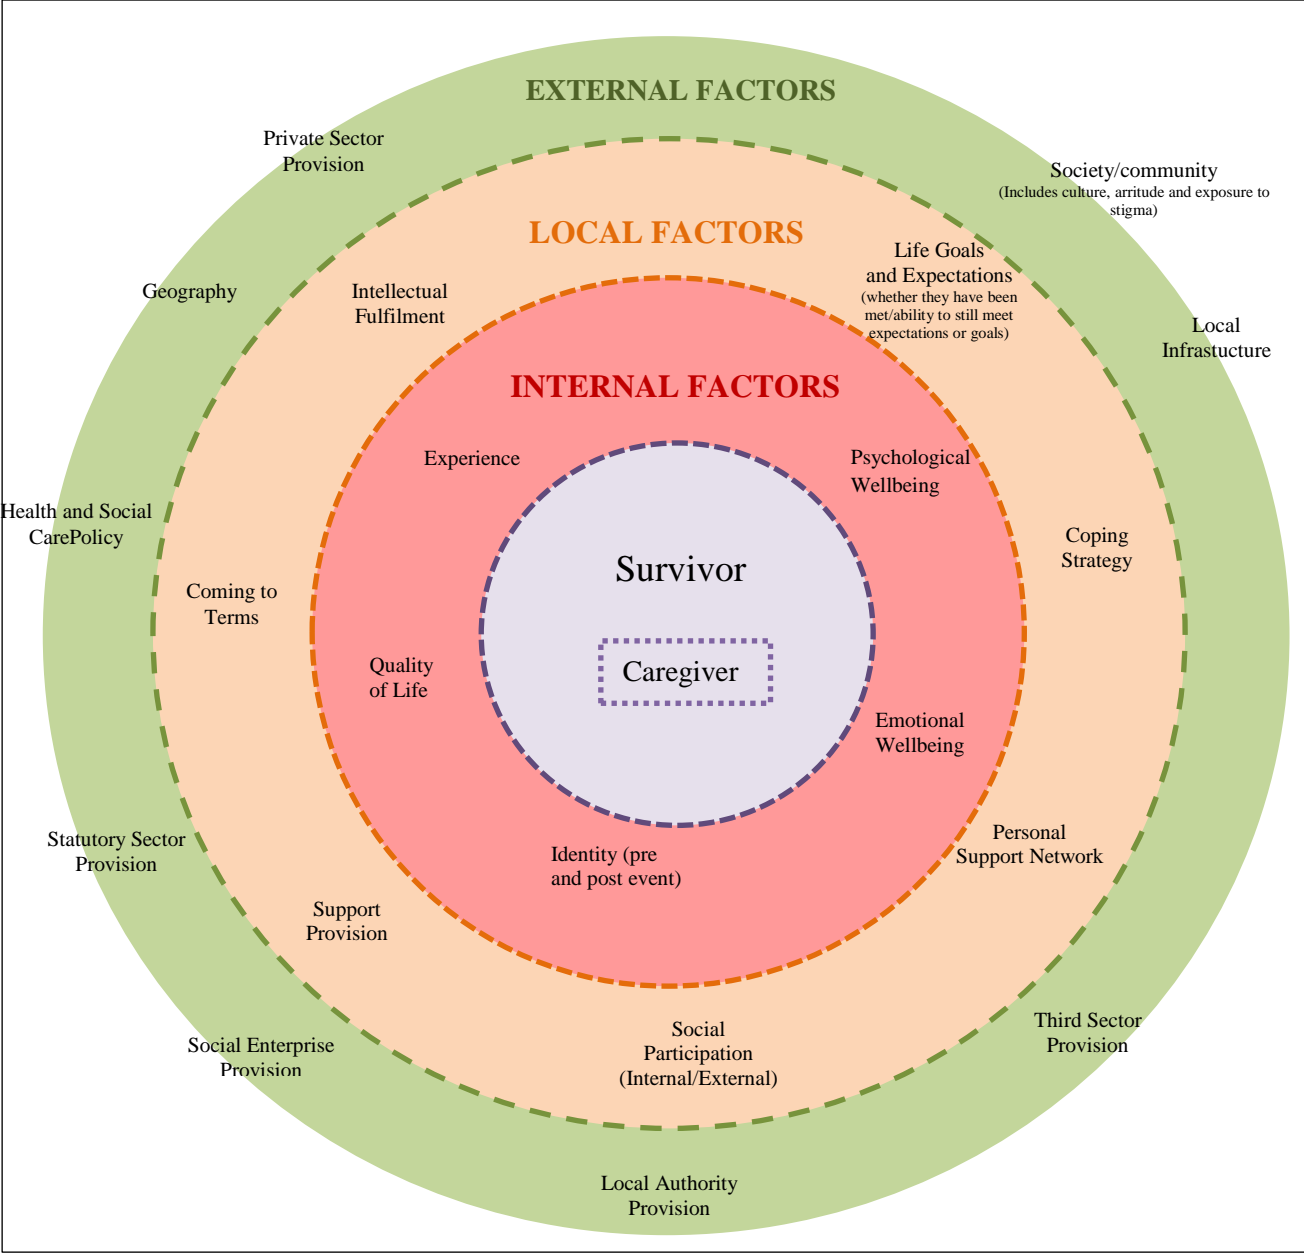 EXTERNAL FACTORS
Private Sector
Provision
Society/community
(Includes culture, arritude and exposure to
stigma)
LOCAL FACTORS
Life Goals
and Expectations
(whether they have been
met/ability to still meet
expectations or goals)
Geography
Intellectual
Fulfilment
Local
Infrastucture
INTERNAL FACTORS
Experience
Psychological
Wellbeing
Health and Social
CarePolicy
Coping
Strategy
Survivor
Coming to
Terms
Quality
of Life
Caregiver
Emotional
Wellbeing
Statutory Sector
Provision
Personal
Support Network
Identity (pre
and post event)
Support
Provision
Social Enterprise
Provision
Social
Participation
(Internal/External)
Third Sector
Provision
Local Authority
Provision